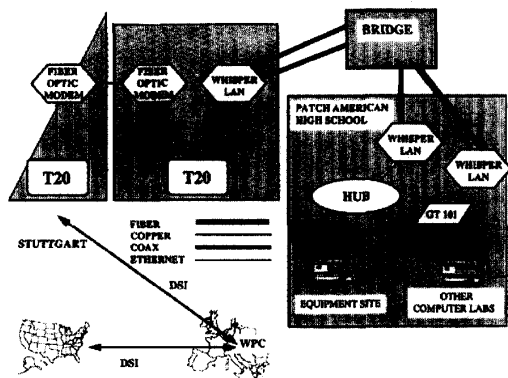 BRIDGE
FIBER
OPTIC
MODEM
FIBER
OPTIC
MODEM
WHISPER
LAN
PATCH AMERICAN
HIGH SCHOOL
WHISPER
LAN
WHISPER
LAN
T20
T20
HUB
GT 101
FIBER
COPPER
COAX
ETHERNET
STUTTGART
DSI
EQUIPMENT SITE
OTHER
COMPUTER LABS
WPC
DSI